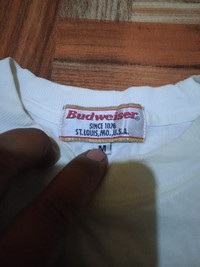 Budweiser
SINCE 1876
ST.LOUIS,MO.,U.S.A.
M